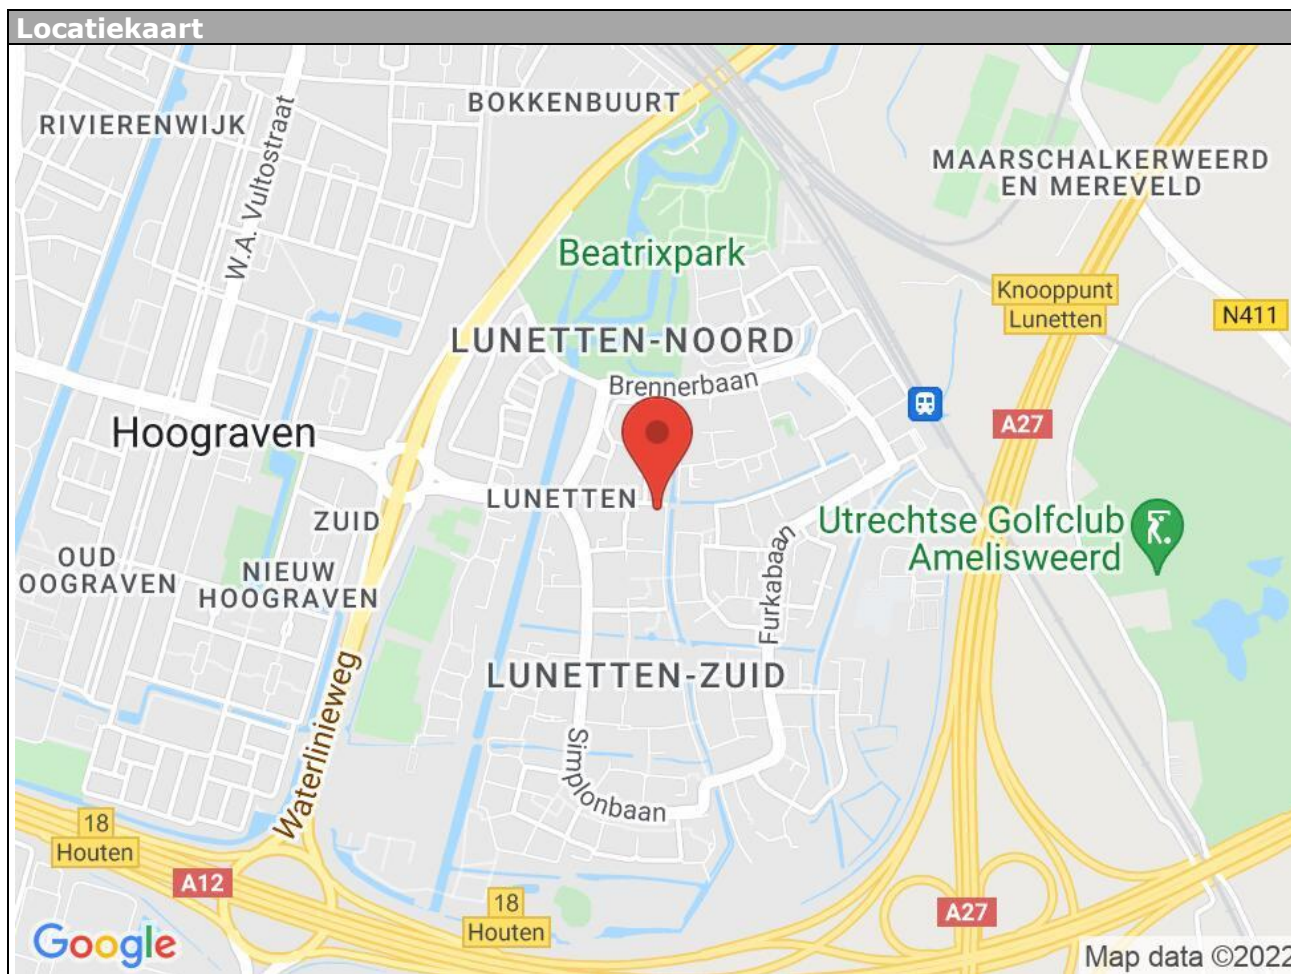 Locatiekaart
BOKKENBUURT
RIVIERENWIJK
W.A. Vultostraat
MAARSCHALKERWEERD
EN MEREVELD
Beatrixpark
Knooppunt
Lunetten
N411
LUNETTEN-NOORD
Brennerbaan
Hoograven
A27
LUNETTEN
ZUID
Utrechtse Golfclub
Amelisweerd
OUD
OOGRAVEN
NIEUW
HOOGRAVEN
Furkabaan
LUNETTEN-ZUID
Waterlinieweg
Simplonbaan
18
Houten
A12
18
Houten
A27
Google
Map data ©2022